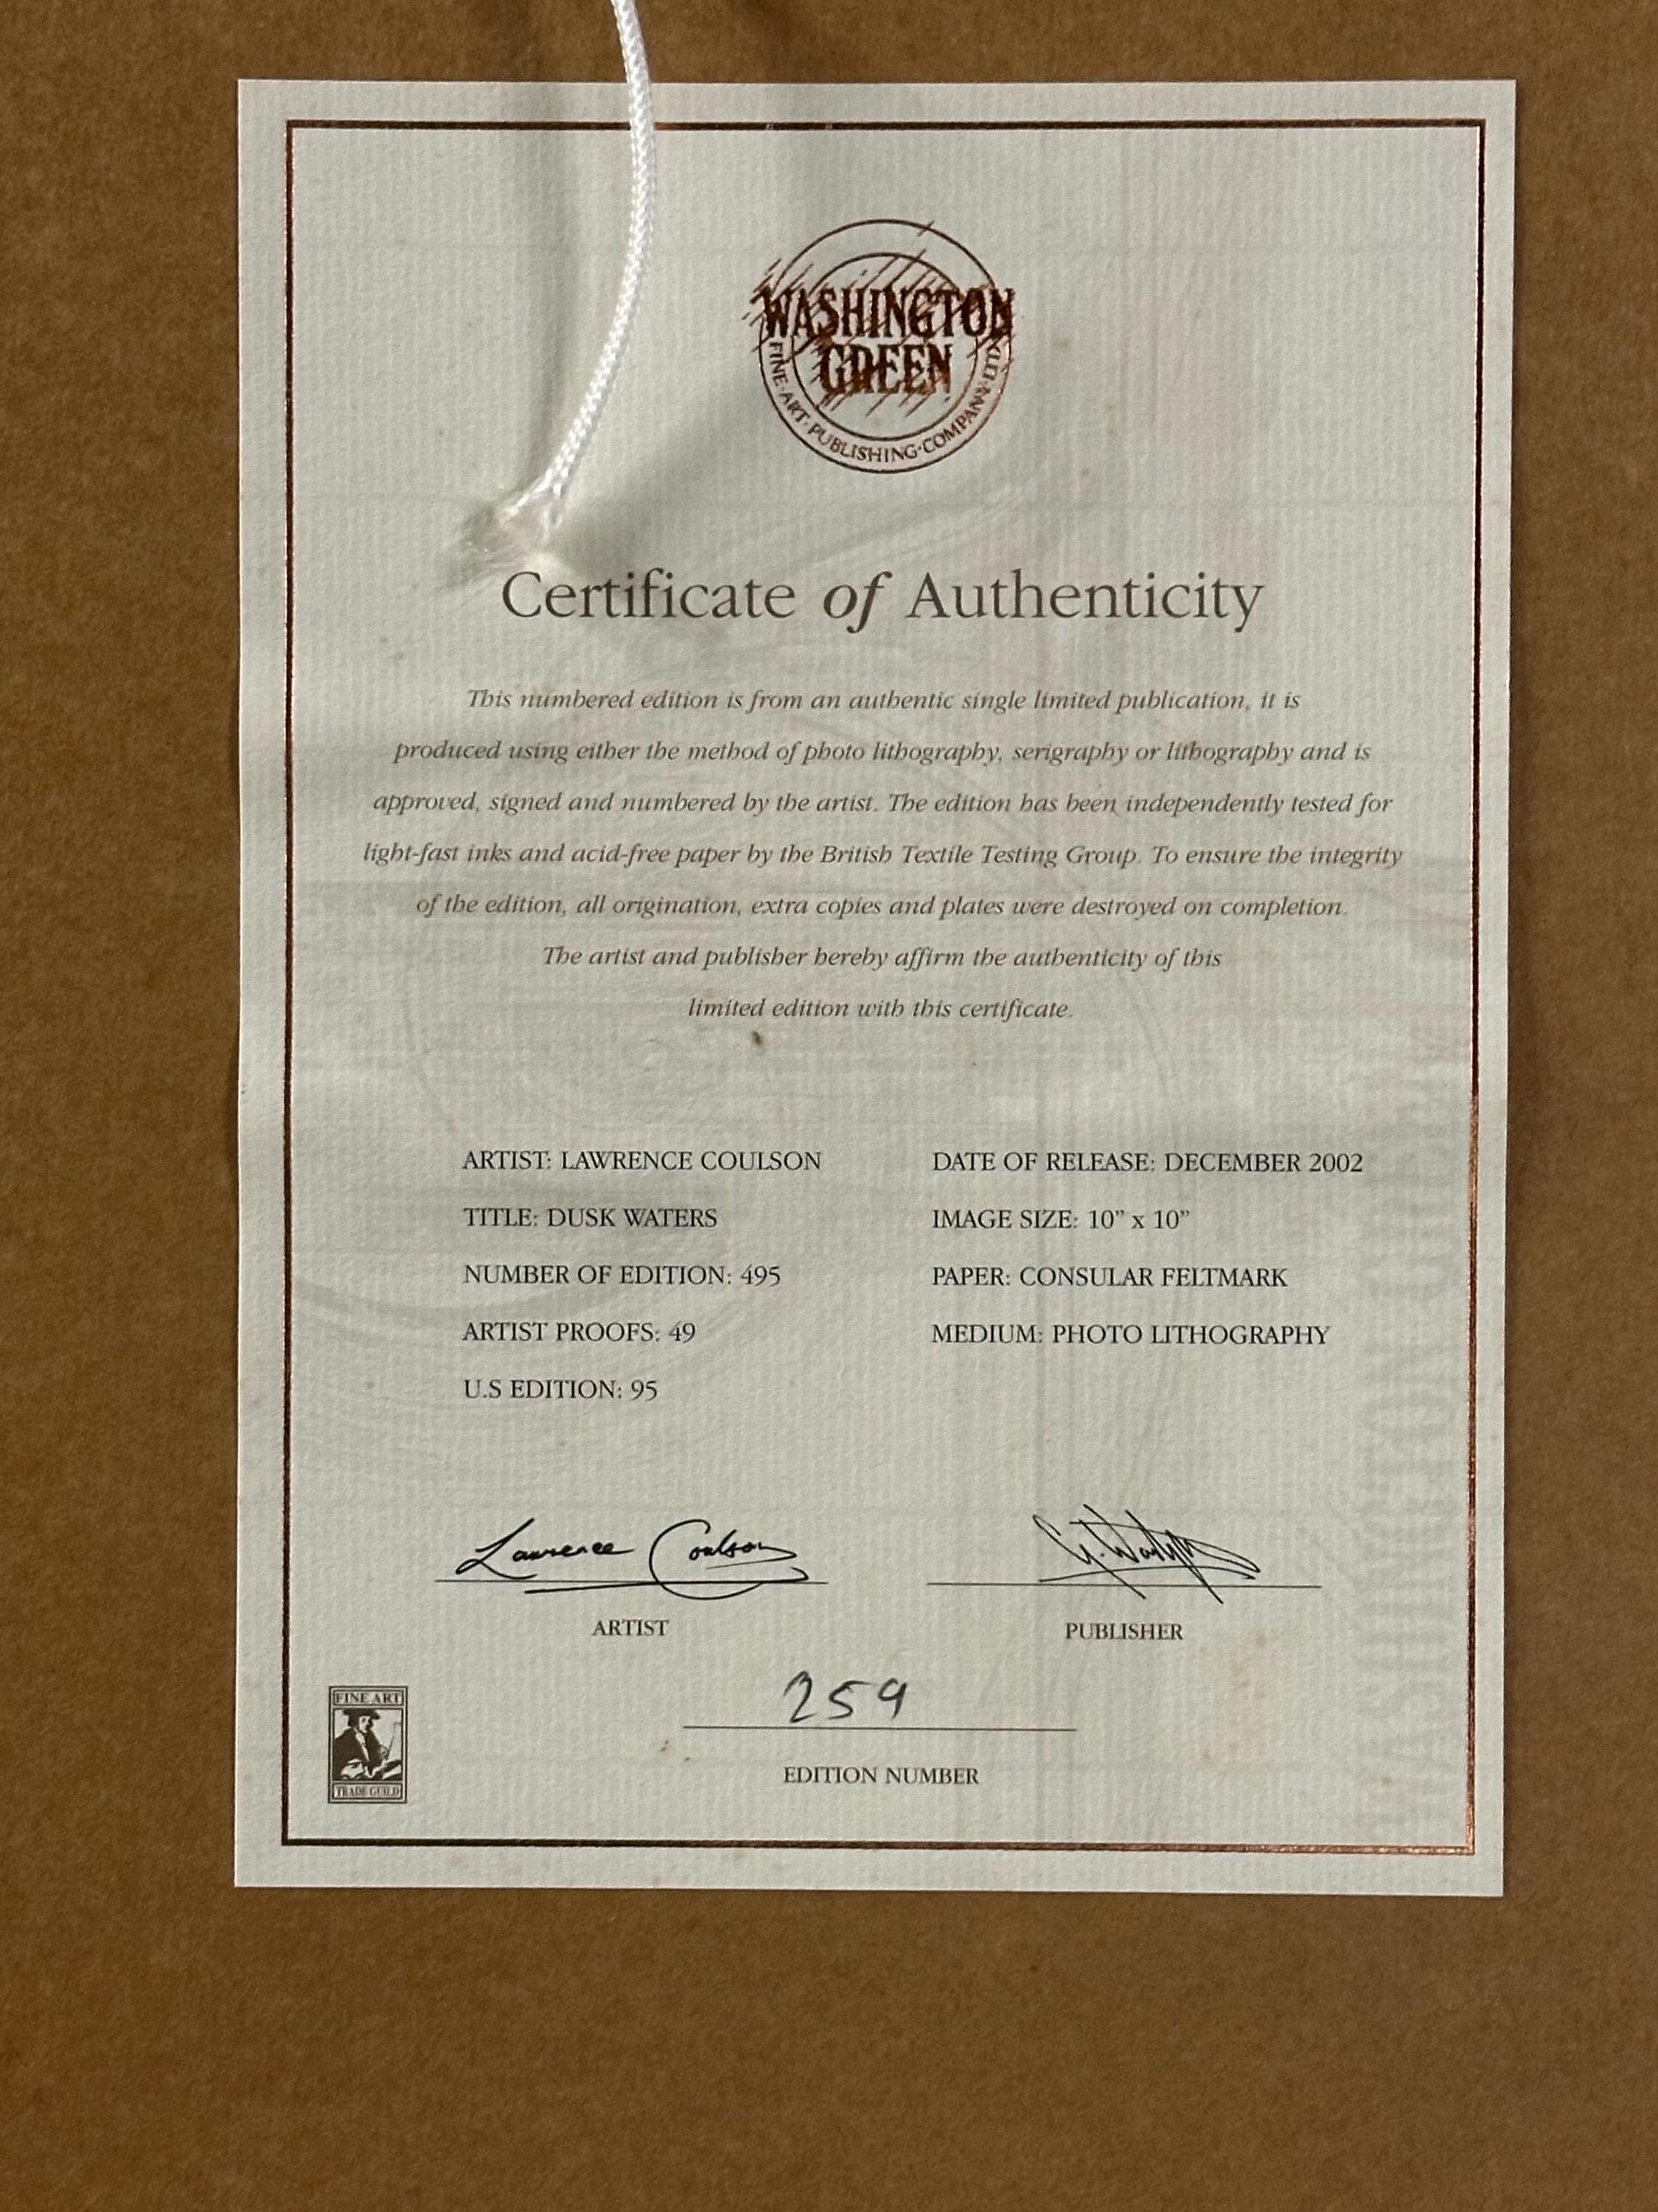 WASHINGTON
GREEN
FINE·ART·PUBLISHING·COMPANY·LTD
Certificate of Authenticity
This numbered edition is from an authentic single limited publication, it is
produced using either the method of photo lithography, serigraphy or lithography and is
approved, signed and numbered by the artist. The edition has been independently tested for
light-fast inks and acid-free paper by the British Textile Testing Group. To ensure the integrity
of the edition, all origination, extra copies and plates were destroyed on completion.
The artist and publisher hereby affirm the authenticity of this
limited edition with this certificate.
ARTIST: LAWRENCE COULSON
TITLE: DUSK WATERS
NUMBER OF EDITION: 495
ARTIST PROOFS: 49
U.S EDITION: 95
DATE OF RELEASE: DECEMBER 2002
IMAGE SIZE: 10” x 10”
PAPER: CONSULAR FELTMARK
MEDIUM: PHOTO LITHOGRAPHY
Lawrence Coulson
ARTIST
PUBLISHER
259
EDITION NUMBER
FINE ART
TRADE GUILD